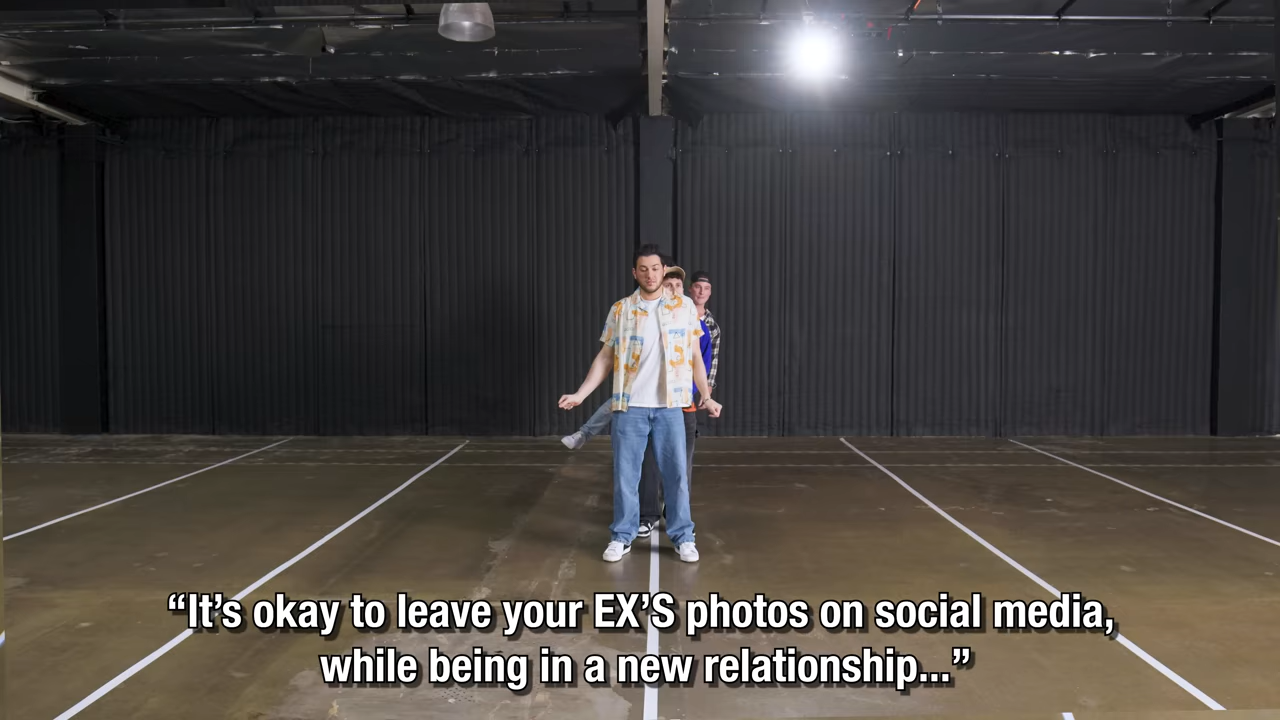 “It’s okay to leave your EX’S photos on social media,
while being in a new relationship...”